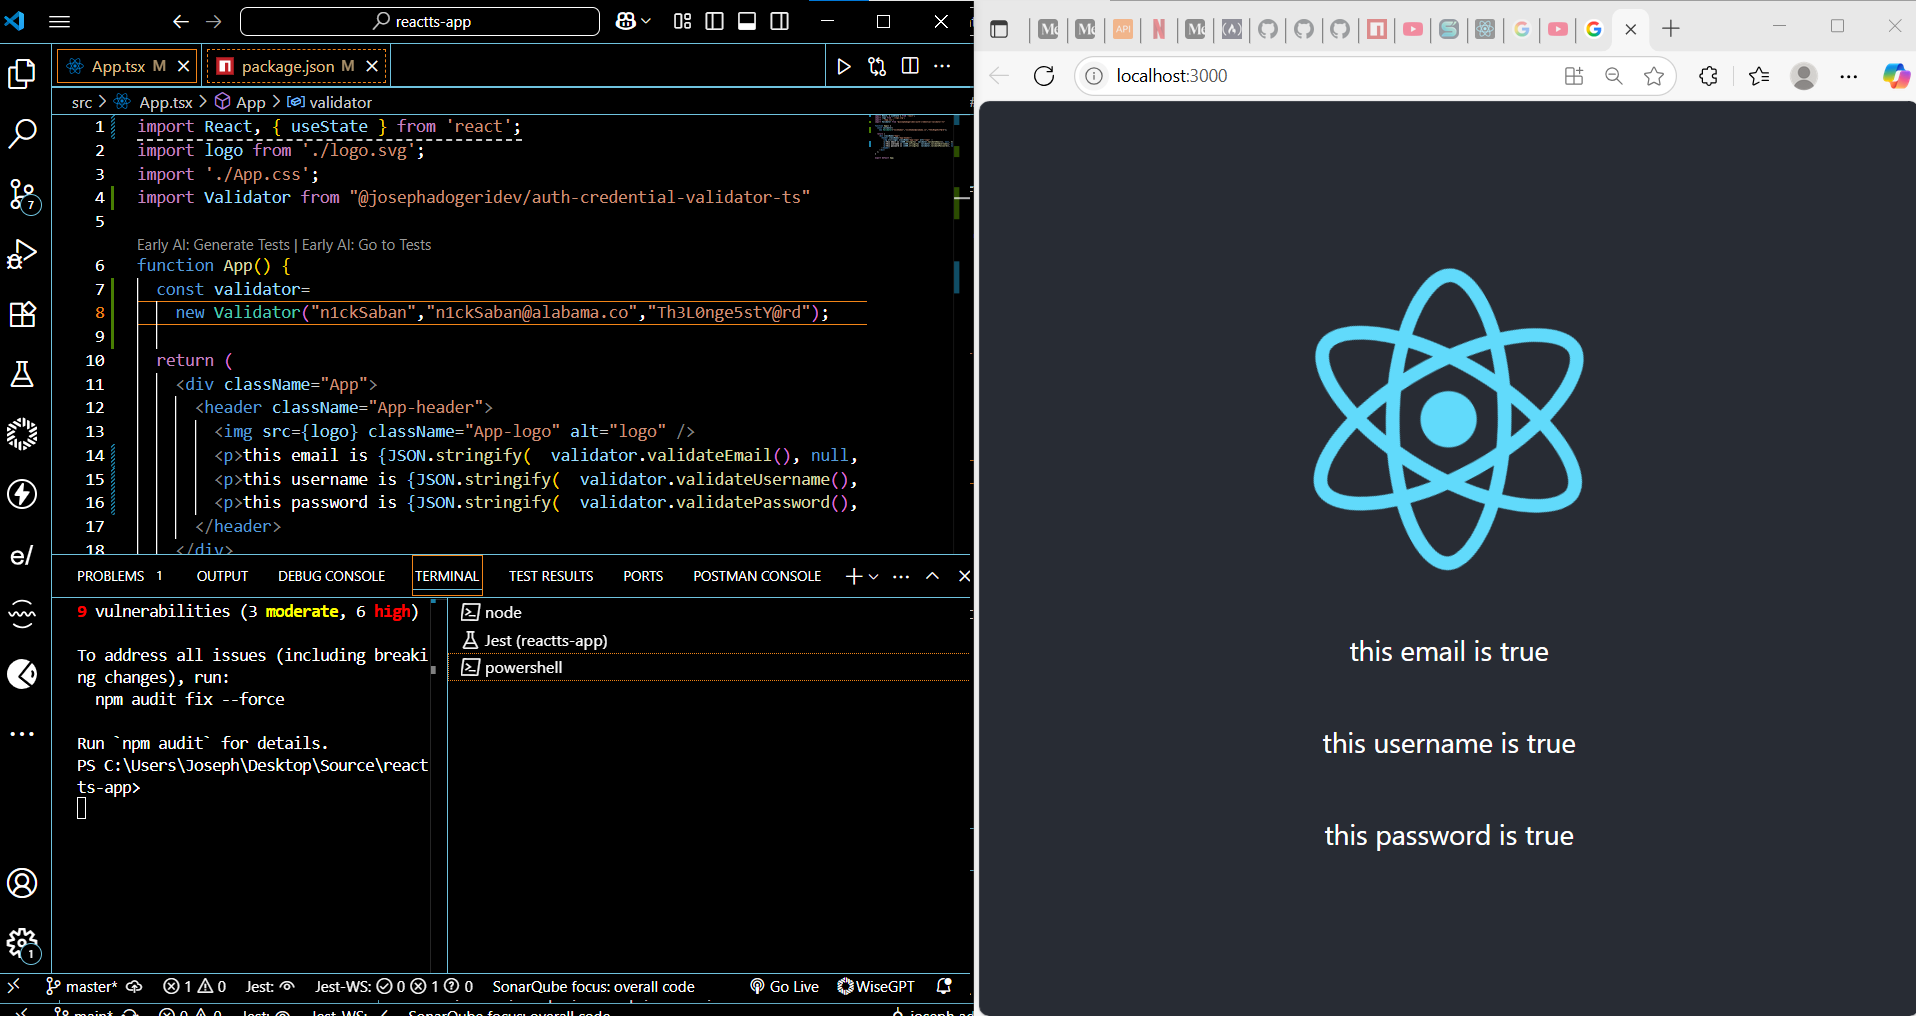 reactts-app
App.tsx M
package.json M
src > App.tsx > App > validator
1 import React, { useState } from 'react';
2 import logo from './logo.svg';
3 import './App.css';
4 import Validator from "@josephadogeridev/auth-credential-validator-ts"
5
Early AI: Generate Tests | Early AI: Go to Tests
6 function App() {
7 const validator=
8 new Validator("n1ckSaban","n1ckSaban@alabama.co","Th3L0nge5stY@rd");
9
10 return (
11 <div className="App">
12 <header className="App-header">
13 <img src={logo} className="App-logo" alt="logo" />
14 <p>this email is {JSON.stringify(  validator.validateEmail(), null,
15 <p>this username is {JSON.stringify(  validator.validateUsername(),
16 <p>this password is {JSON.stringify(  validator.validatePassword(),
17 </header>
18 </div>
PROBLEMS 1 OUTPUT DEBUG CONSOLE TERMINAL TEST RESULTS PORTS POSTMAN CONSOLE
9 vulnerabilities (3 moderate, 6 high)
To address all issues (including breaki
ng changes), run:
npm audit fix --force
Run `npm audit` for details.
PS C:\Users\Joseph\Desktop\Source\react
ts-app>
node
Jest (reactts-app)
powershell
7
e/
1
master* 1 0 Jest: Jest-WS: 0 1 0 SonarQube focus: overall code Go Live WiseGPT
localhost:3000
this email is true
this username is true
this password is true